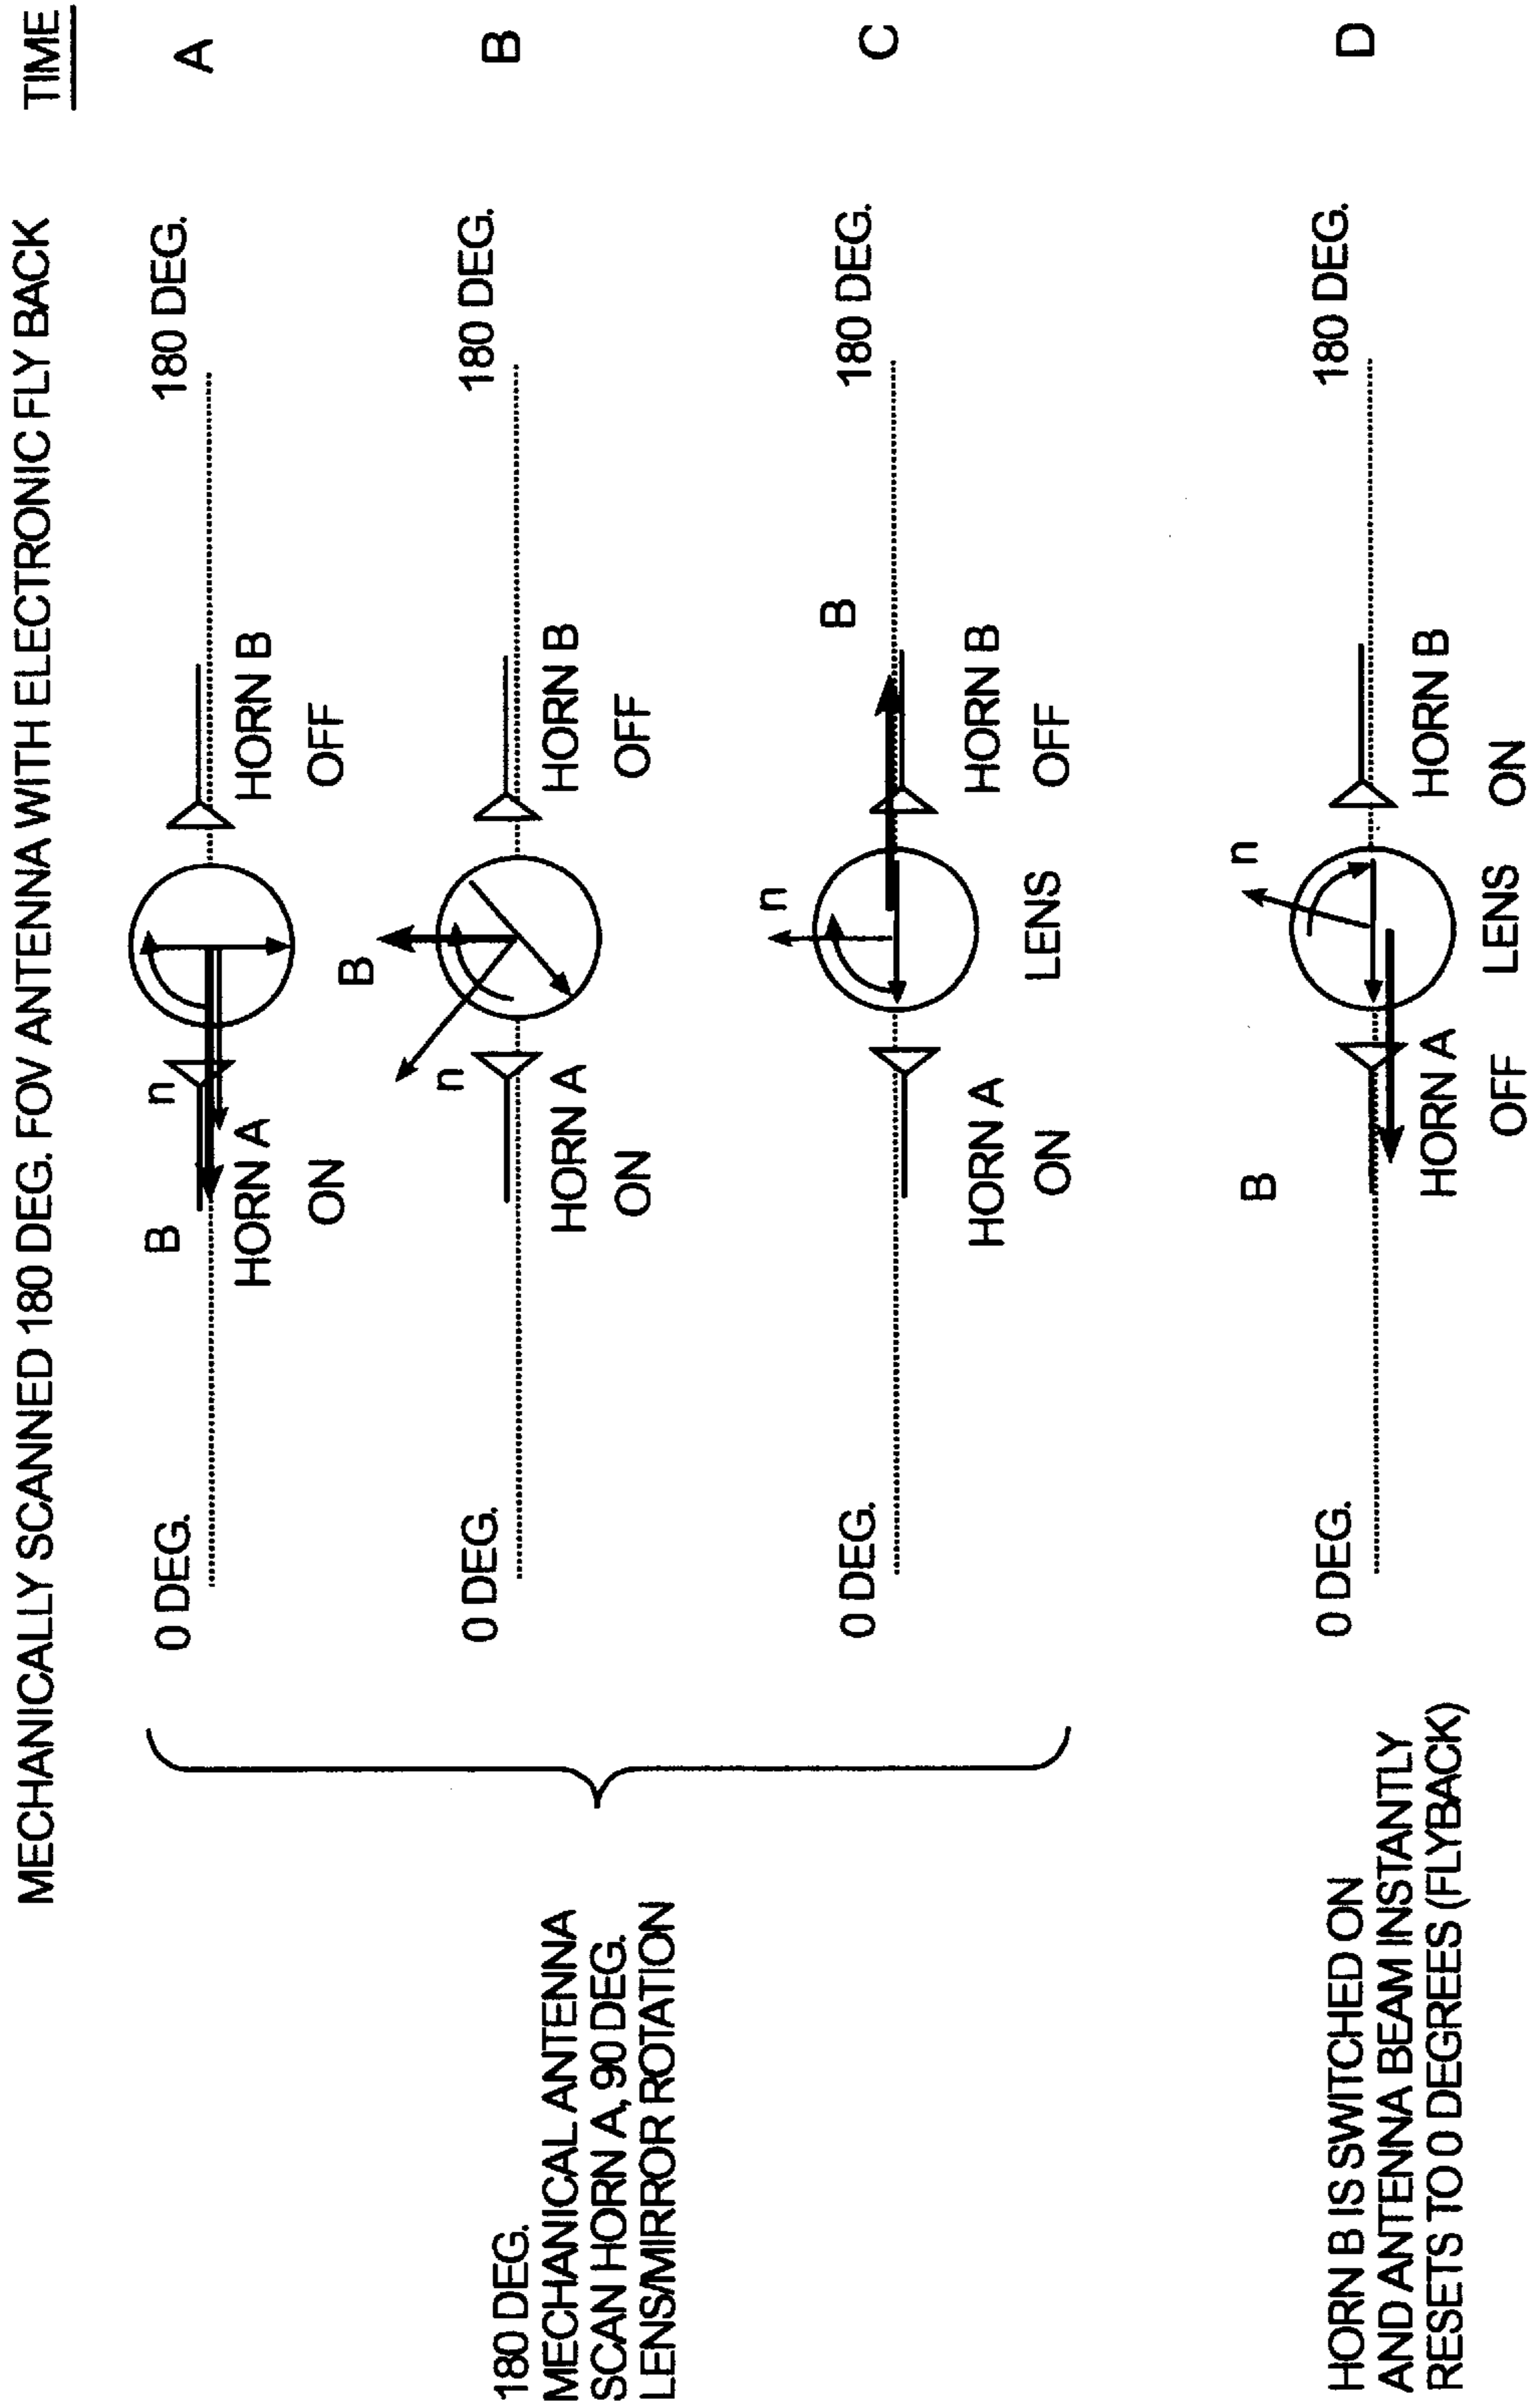 MECHANICALLY SCANNED 180 DEG. FOV ANTENNA WITH ELECTRONIC FLY BACK
TIME
0 DEG.
B
n
180 DEG.
A
HORN A
HORN B
ON
OFF
B
0 DEG.
n
180 DEG.
B
HORN A
HORN B
ON
OFF
180 DEG.
MECHANICAL ANTENNA
SCAN HORN A, 90 DEG.
LENS/MIRROR ROTATION
n
B
0 DEG.
180 DEG.
C
HORN A
HORN B
ON
LENS
OFF
n
B
0 DEG.
180 DEG.
D
HORN A
HORN B
OFF
LENS
ON
HORN B IS SWITCHED ON
AND ANTENNA BEAM INSTANTLY
RESETS TO 0 DEGREES (FLYBACK)